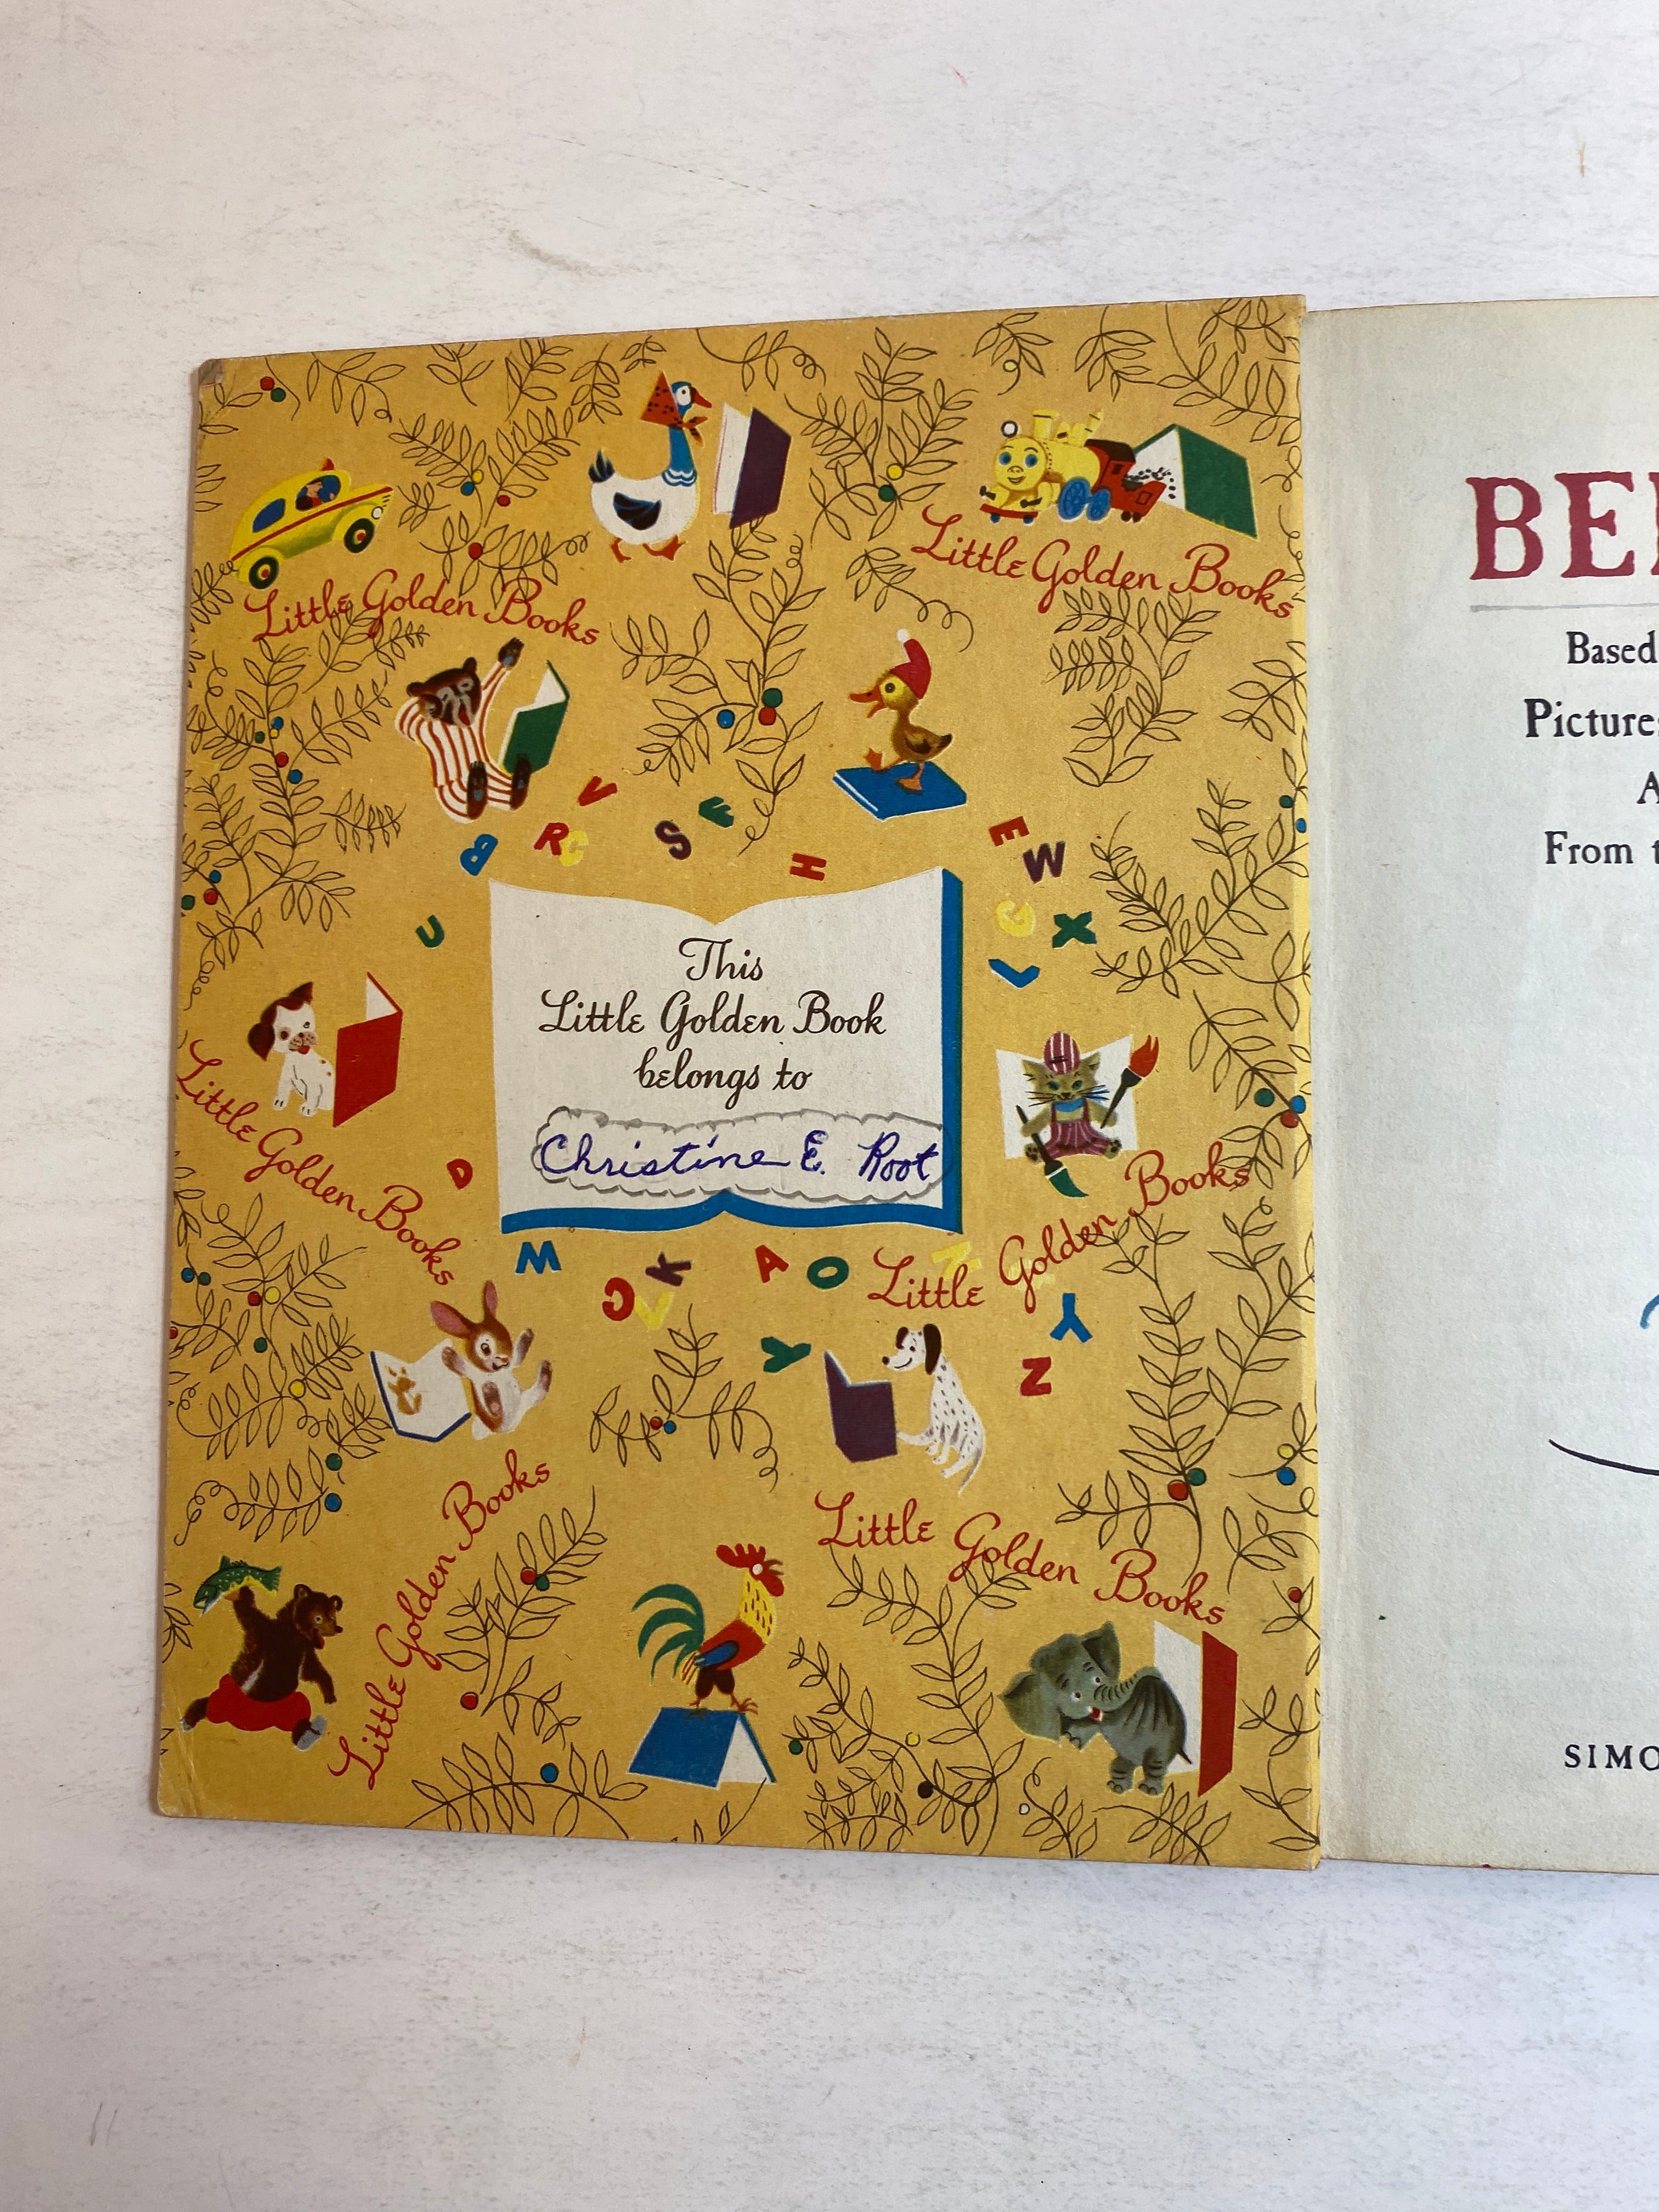 Little Golden Books
Little Golden Books
V
B
R
C
S
F
H
E
W
U
G
X
L
This
Little Golden Book
belongs to
Christine E. Root
Little Golden Books
D
Little Golden Books
W
C
K
A
O
N
V
Y
Y
Z
Little Golden Books
Little Golden Books
BE
Based
Pictures
A
From t
SIMO